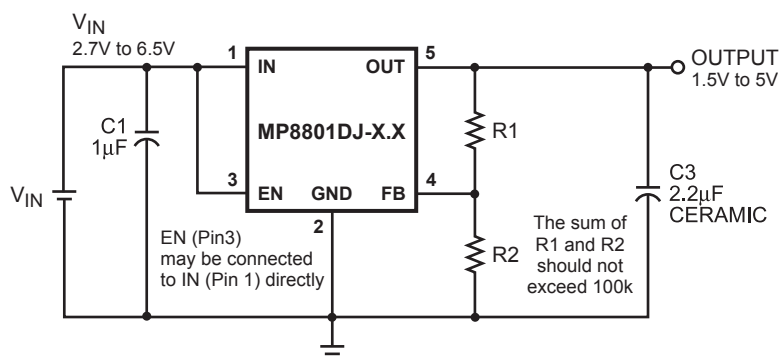 VIN
2.7V to 6.5V
1
IN
OUT
5
OUTPUT
1.5V to 5V
C1
1µF
MP8801DJ-X.X
R1
VIN
3
EN
GND
FB
4
2
C3
2.2µF
CERAMIC
EN (Pin3)
may be connected
to IN (Pin 1) directly
R2
The sum of
R1 and R2
should not
exceed 100k